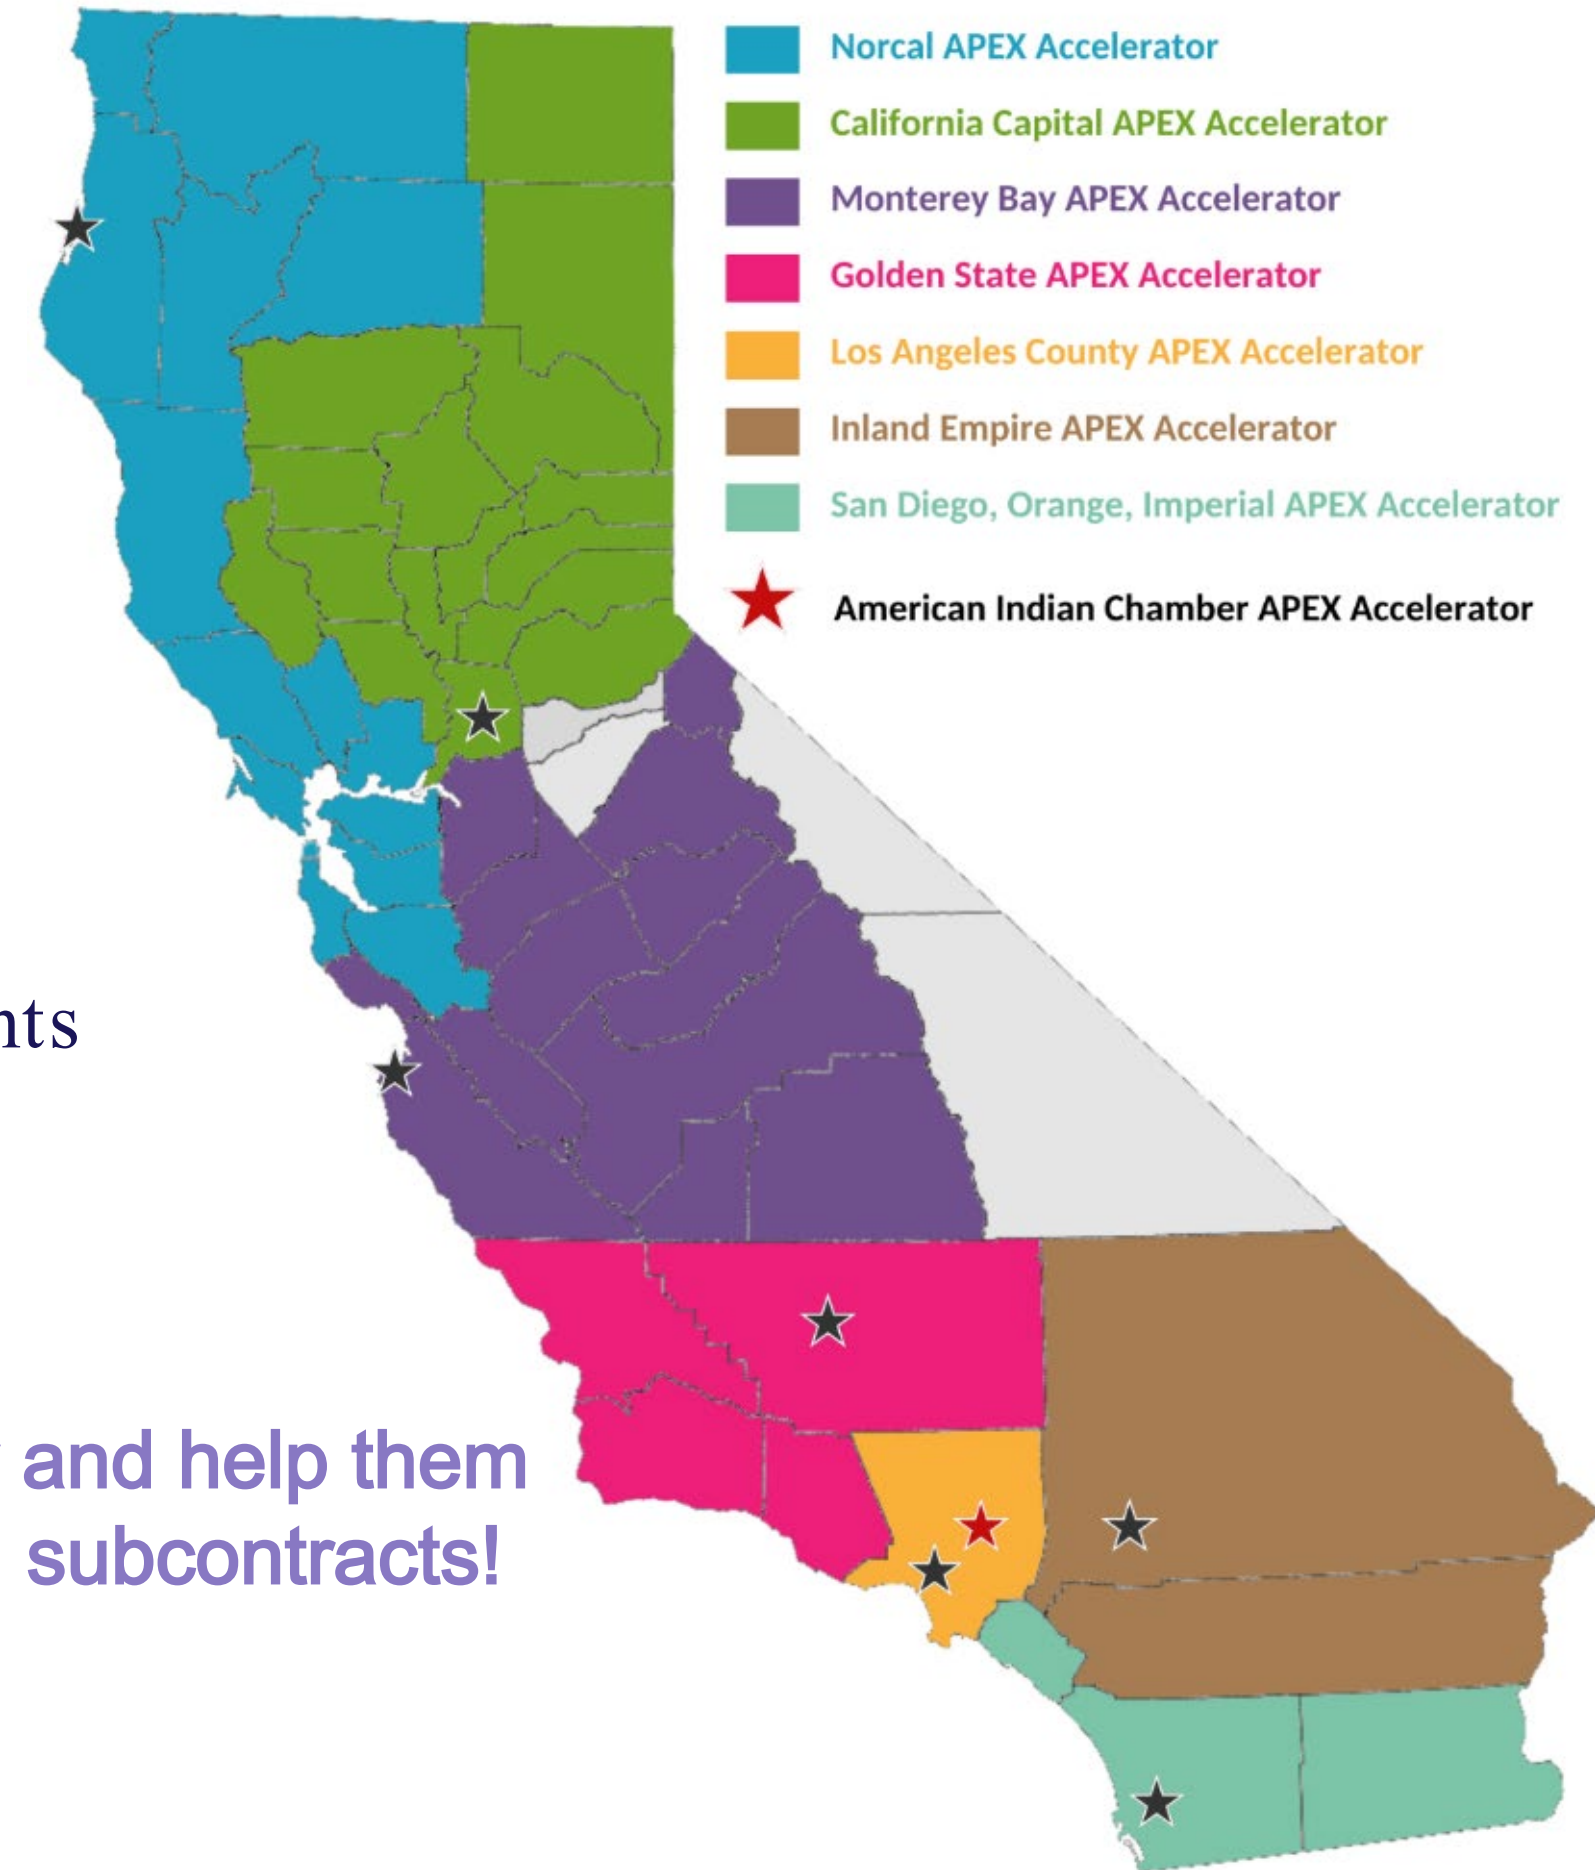 Norcal APEX Accelerator
California Capital APEX Accelerator
Monterey Bay APEX Accelerator
Golden State APEX Accelerator
Los Angeles County APEX Accelerator
Inland Empire APEX Accelerator
San Diego, Orange, Imperial APEX Accelerator
American Indian Chamber APEX Accelerator
nts
and help them
subcontracts!